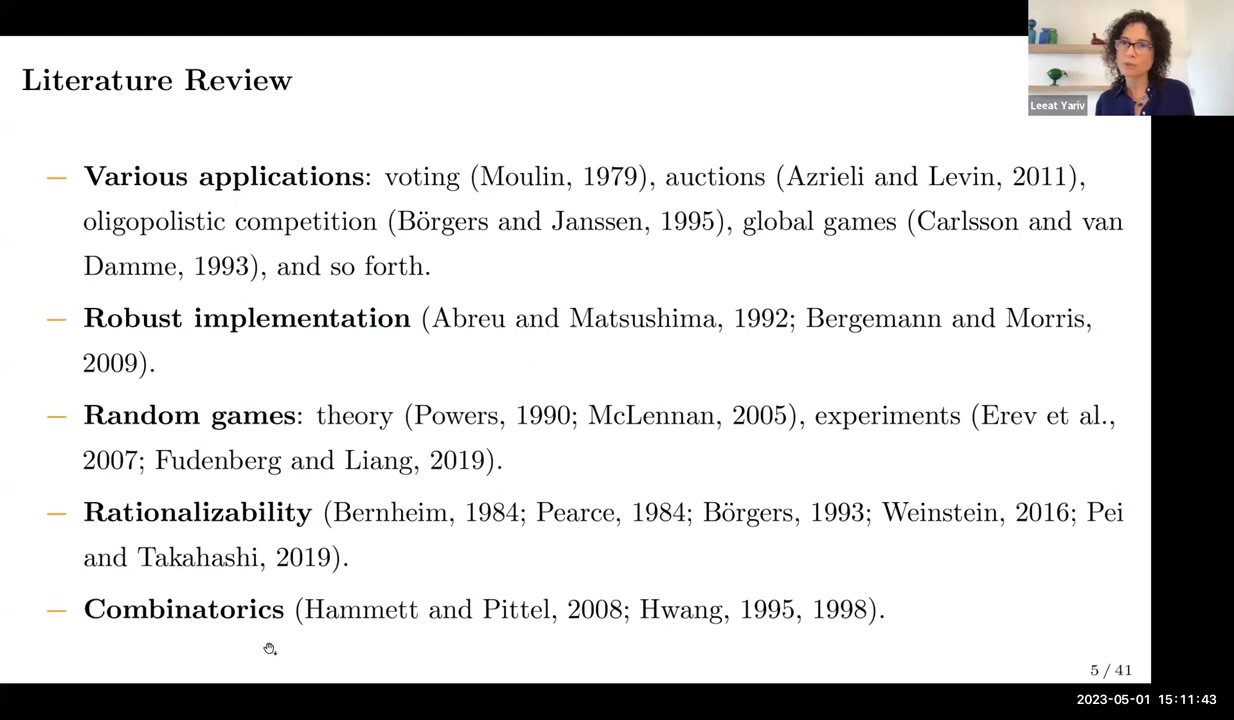 Literature Review
Leeat Yariv
– Various applications: voting (Moulin, 1979), auctions (Azrieli and Levin, 2011),
oligopolistic competition (Börgers and Janssen, 1995), global games (Carlsson and van
Damme, 1993), and so forth.
– Robust implementation (Abreu and Matsushima, 1992; Bergemann and Morris,
2009).
– Random games: theory (Powers, 1990; McLennan, 2005), experiments (Erev et al.,
2007; Fudenberg and Liang, 2019).
– Rationalizability (Bernheim, 1984; Pearce, 1984; Börgers, 1993; Weinstein, 2016; Pei
and Takahashi, 2019).
– Combinatorics (Hammett and Pittel, 2008; Hwang, 1995, 1998).
5 / 41
2023-05-01 15:11:43